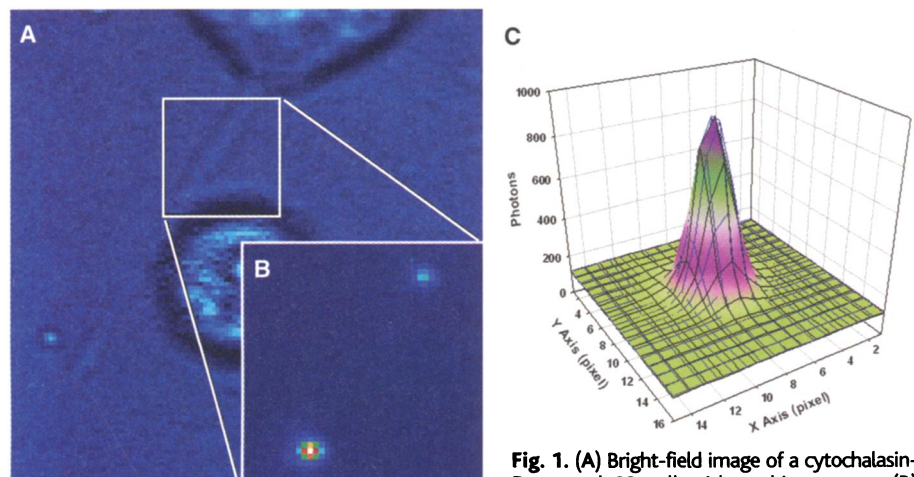 A
B
C
1000
800
600
400
200
0
Photons
4
6
8
10
12
14
16
Y Axis (pixel)
14
12
10
8
6
4
2
X Axis (pixel)
Fig. 1. (A) Bright-field image of a cytochalasin-